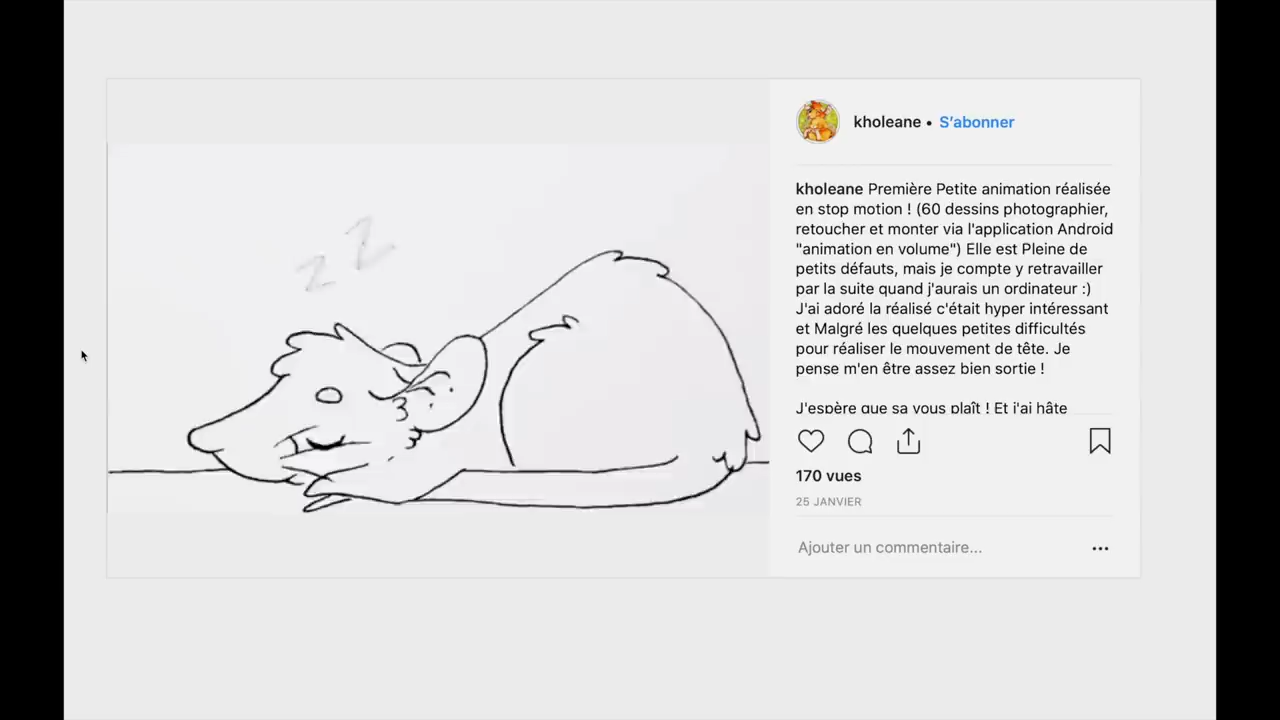 z Z
kholeane • S'abonner
kholeane Première Petite animation réalisée
en stop motion ! (60 dessins photographier,
retoucher et monter via l'application Android
"animation en volume") Elle est Pleine de
petits défauts, mais je compte y retravailler
par la suite quand j'aurais un ordinateur :)
J'ai adoré la réalisé c'était hyper intéressant
et Malgré les quelques petites difficultés
pour réaliser le mouvement de tête. Je
pense m'en être assez bien sortie !
J'espère que sa vous plaît ! Et j'ai hâte
170 vues
25 JANVIER
Ajouter un commentaire...